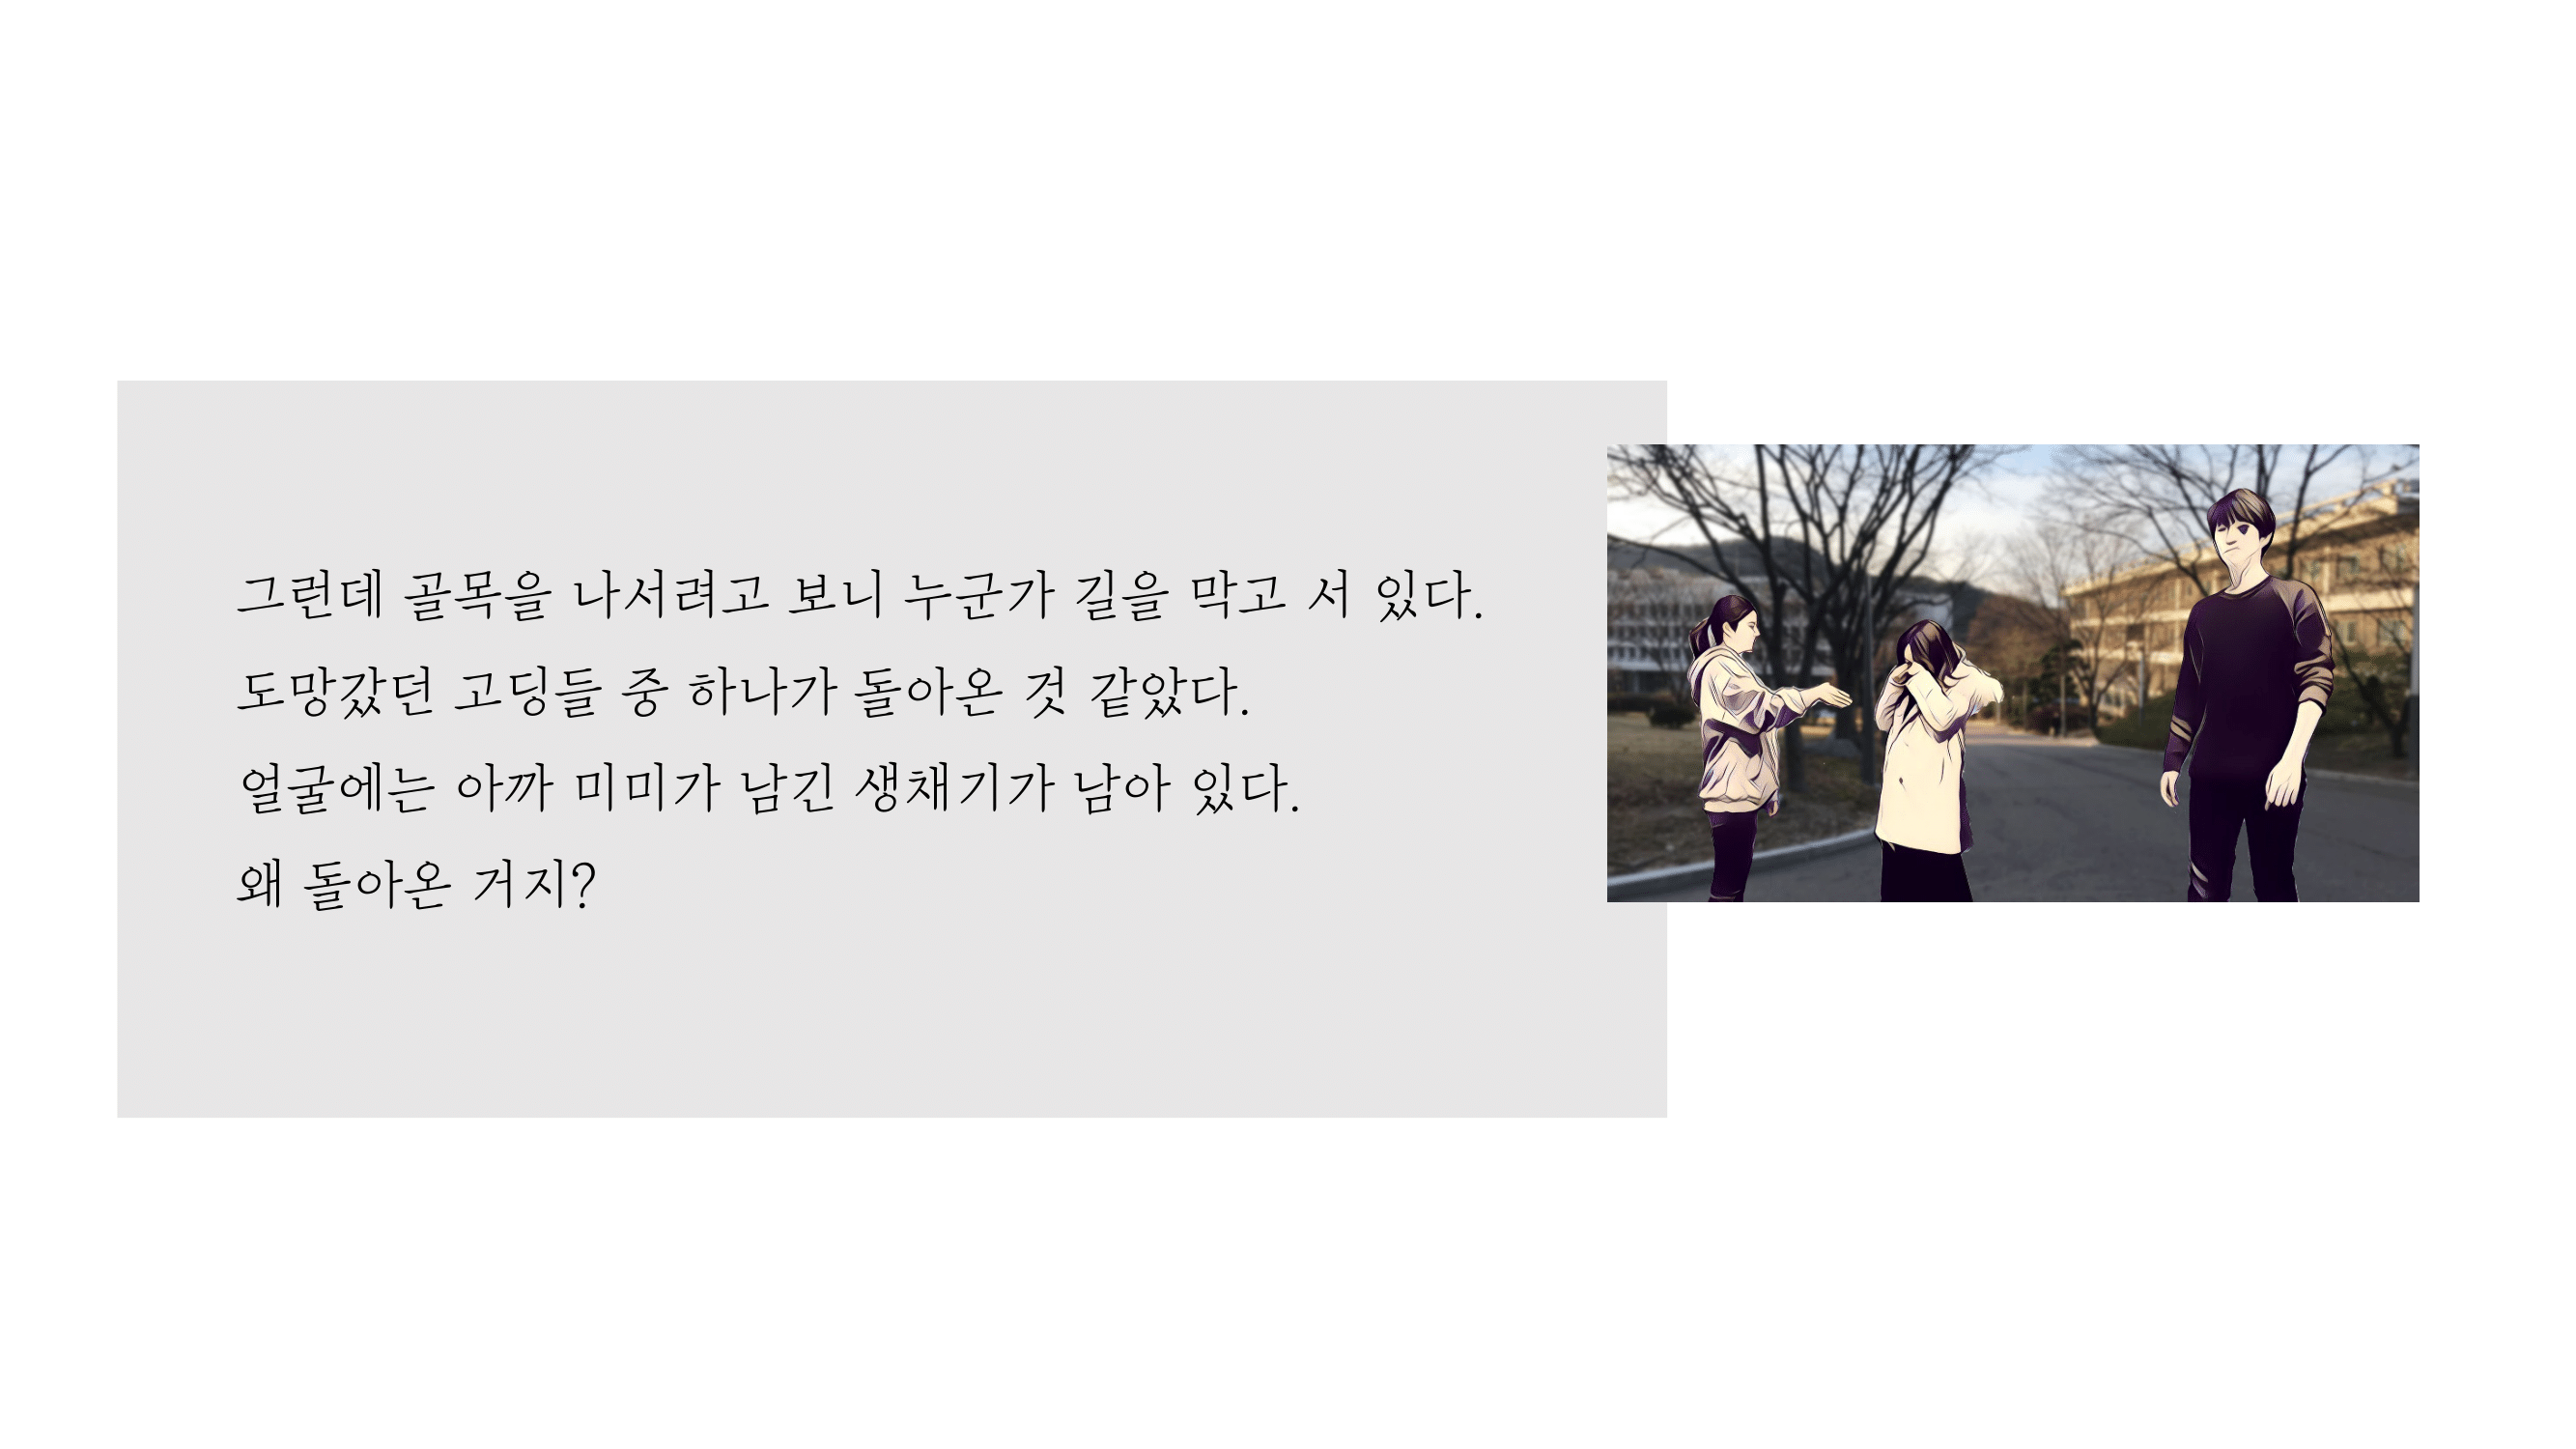 그런데 골목을 나서려고 보니 누군가 길을 막고 서 있다.
도망갔던 고딩들 중 하나가 돌아온 것 같았다.
얼굴에는 아까 미미가 남긴 생채기가 남아 있다.
왜 돌아온 거지?